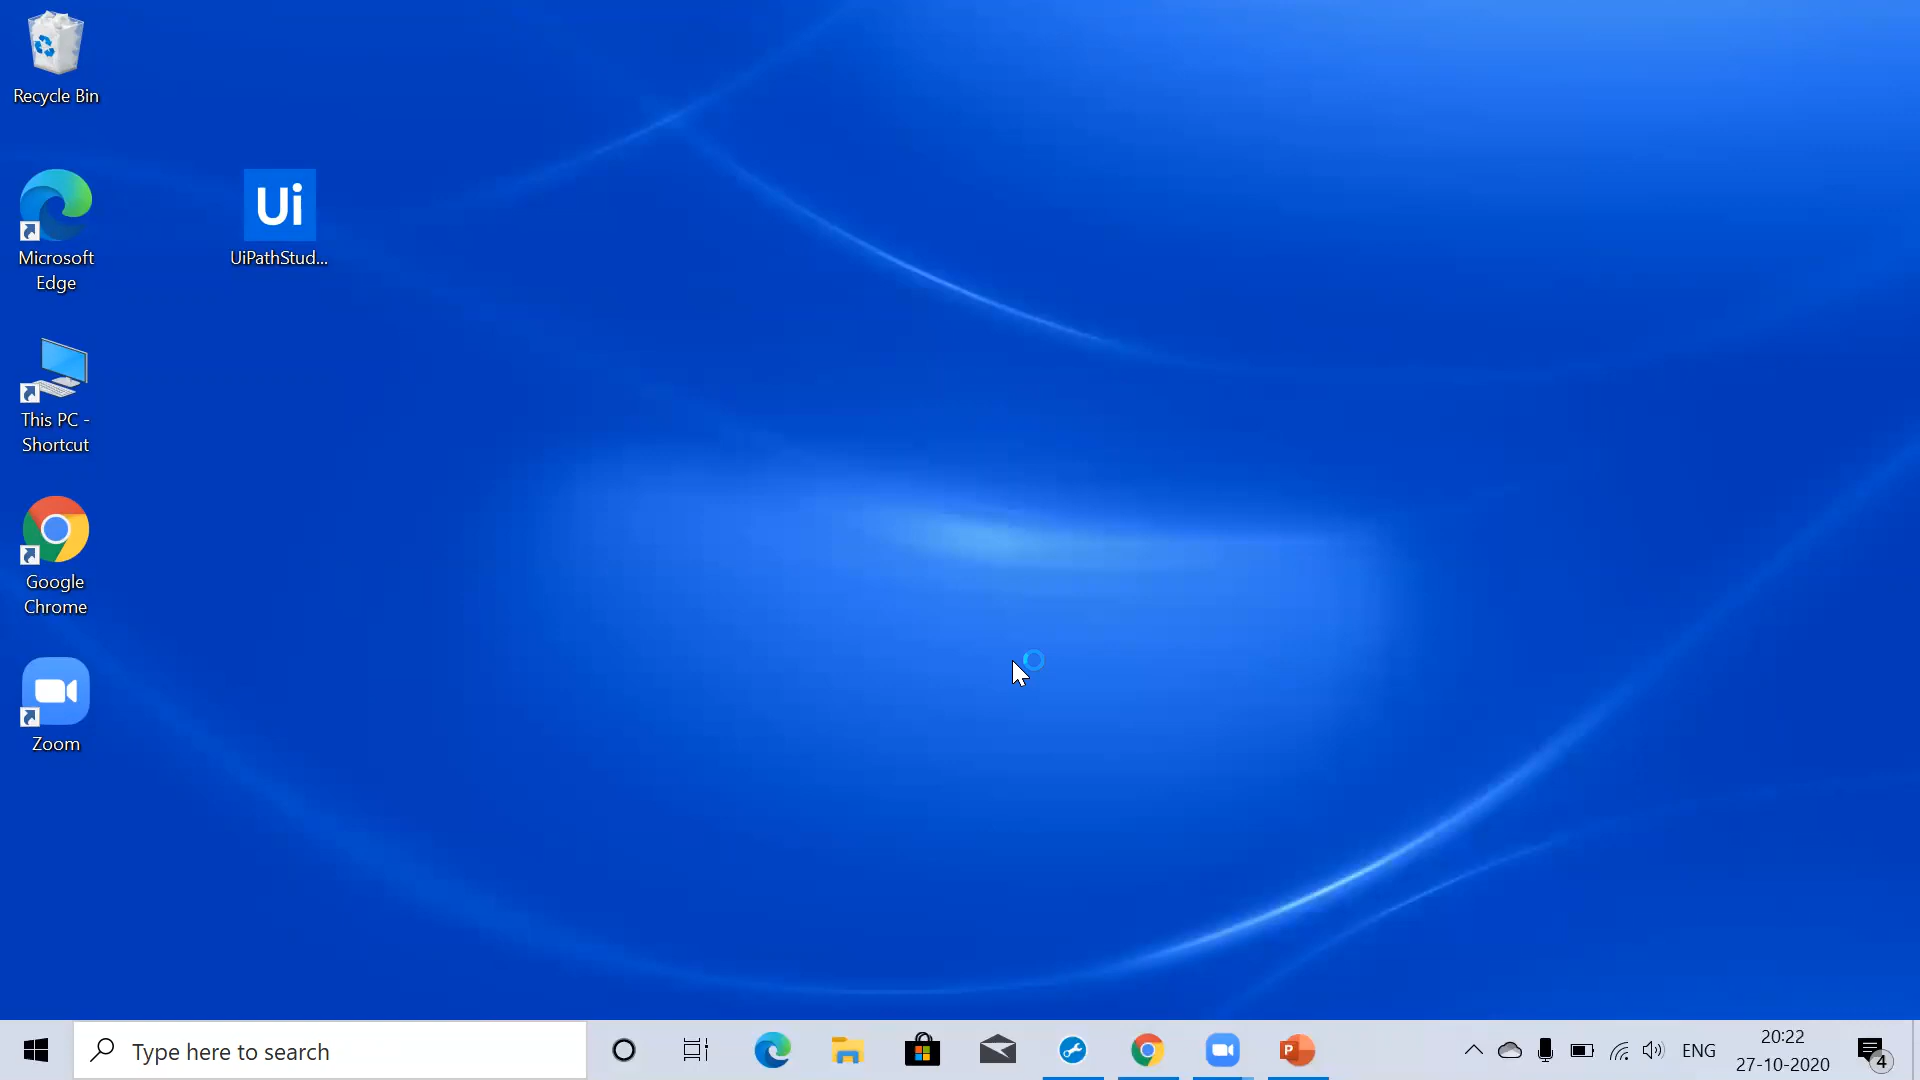 Recycle Bin
Ui
Microsoft
Edge
UiPathStud...
This PC -
Shortcut
Google
Chrome
Zoom
Type here to search
P
ENG
20:22
27-10-2020
4